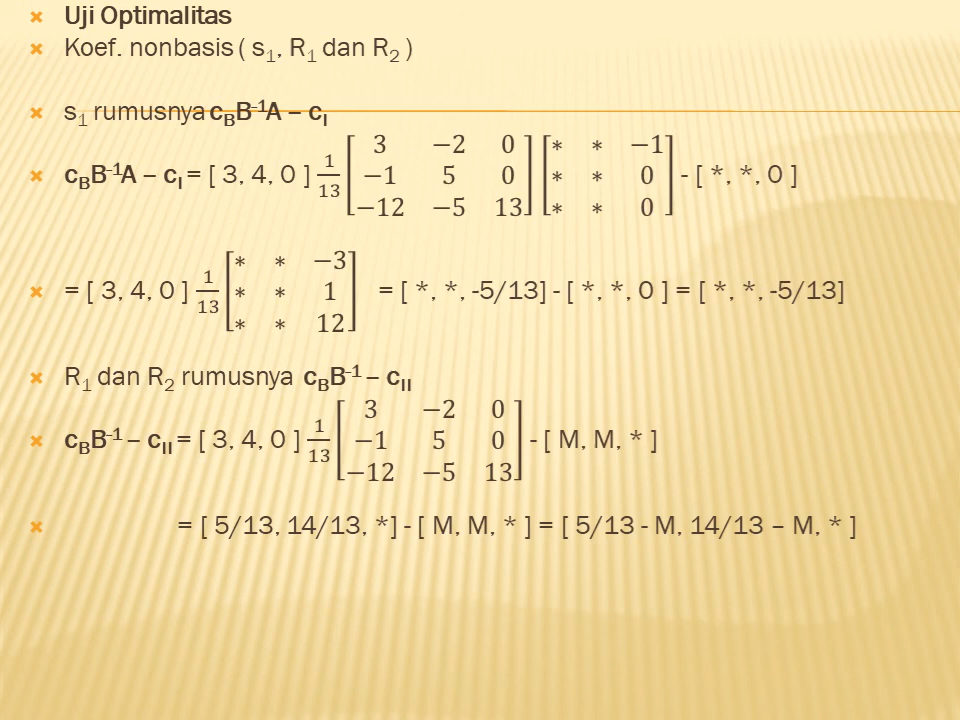 Uji Optimalitas
Koef. nonbasis ( s₁, R₁ dan R₂ )
s₁ rumusnya c_B B⁻¹A – c_I
c_B B⁻¹A – c_I = [ 3, 4, 0 ] 1/13 [3 −2 0; −1 5 0; −12 −5 13] [∗ ∗ −1; ∗ ∗ 0; ∗ ∗ 0] - [ *, *, 0 ]
= [ 3, 4, 0 ] 1/13 [∗ ∗ −3; ∗ ∗ 1; ∗ ∗ 12] = [ *, *, -5/13] - [ *, *, 0 ] = [ *, *, -5/13]
R₁ dan R₂ rumusnya c_B B⁻¹ – c_II
c_B B⁻¹ – c_II = [ 3, 4, 0 ] 1/13 [3 −2 0; −1 5 0; −12 −5 13] - [ M, M, * ]
= [ 5/13, 14/13, *] - [ M, M, * ] = [ 5/13 - M, 14/13 – M, * ]